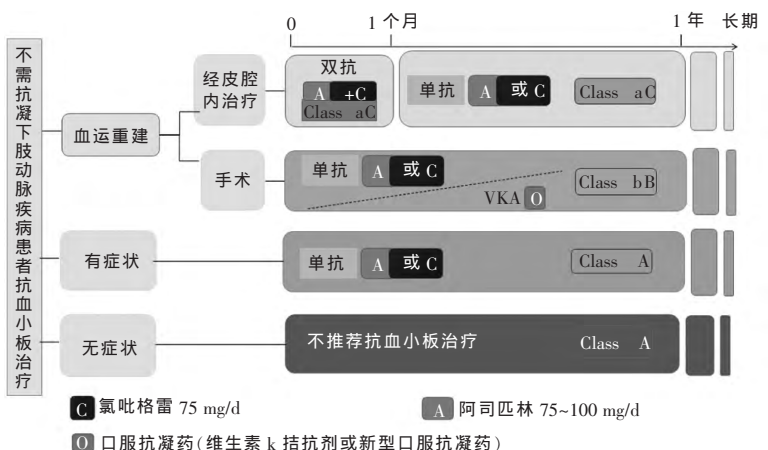 0 1 个月 1 年 长期
不需抗凝下肢动脉疾病患者抗血小板治疗
血运重建
经皮腔
内治疗
双抗
A +C
Class aC
单抗 A 或 C Class aC
手术
单抗 A 或 C
VKA O
Class bB
有症状
单抗 A 或 C Class A
无症状
不推荐抗血小板治疗 Class A
C 氯吡格雷 75 mg/d
A 阿司匹林 75~100 mg/d
O 口服抗凝药(维生素 k 拮抗剂或新型口服抗凝药)